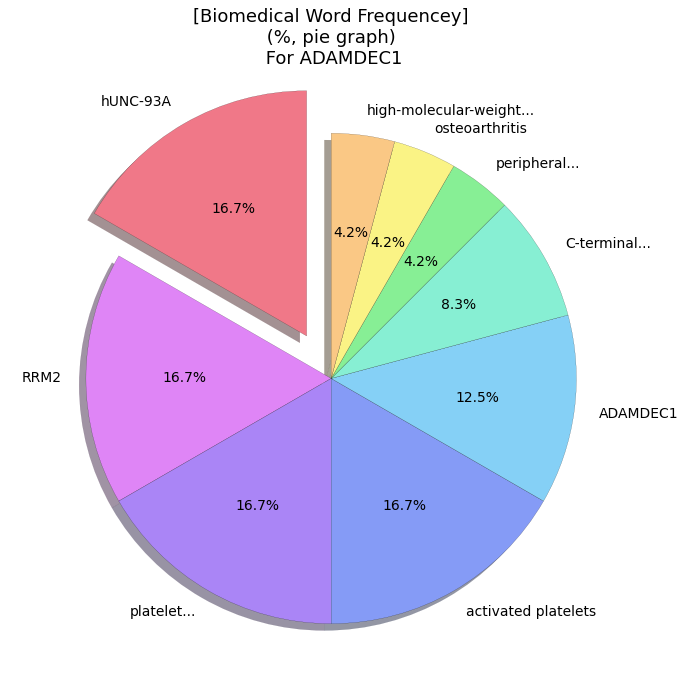 [Biomedical Word Frequencey]
(%, pie graph)
For ADAMDEC1
hUNC-93A
high-molecular-weight...
osteoarthritis
peripheral...
C-terminal...
ADAMDEC1
activated platelets
platelet...
RRM2
16.7%
4.2%
4.2%
4.2%
8.3%
12.5%
16.7%
16.7%
16.7%